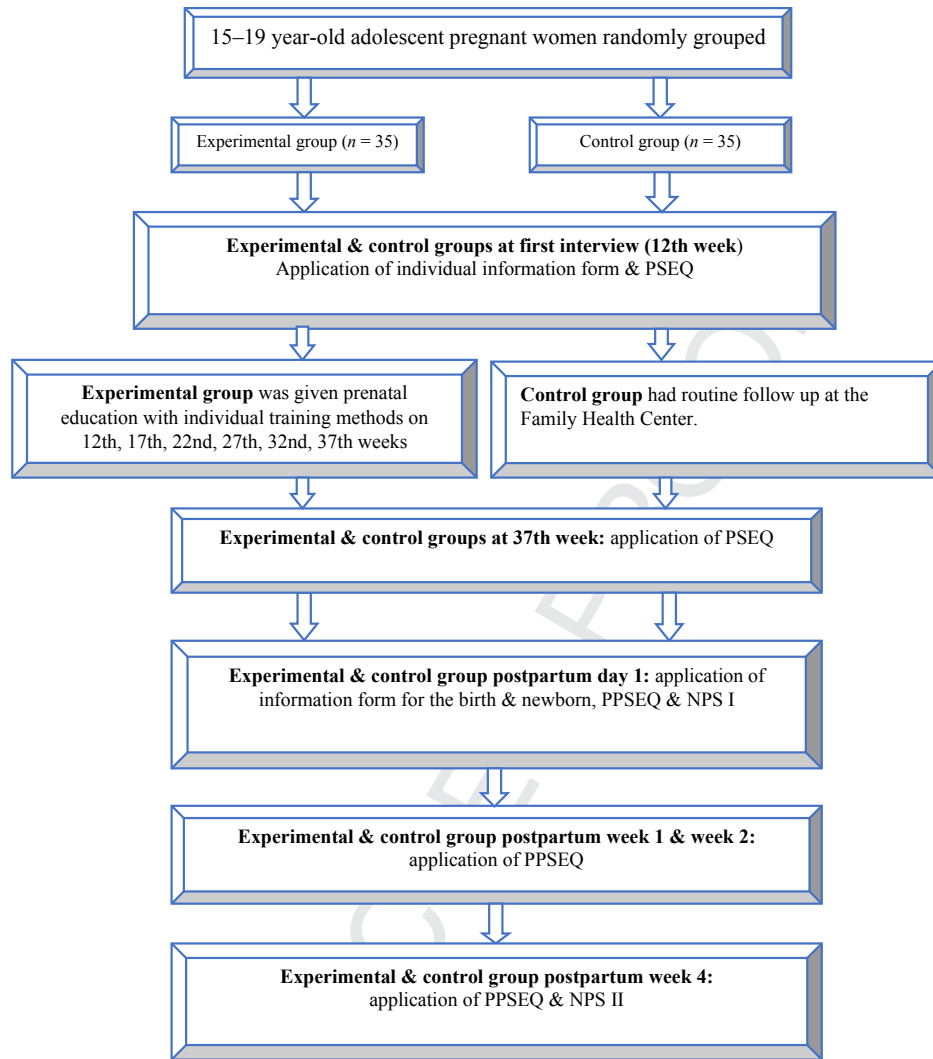 15–19 year-old adolescent pregnant women randomly grouped
Experimental group (n = 35)
Control group (n = 35)
Experimental & control groups at first interview (12th week)
Application of individual information form & PSEQ
Experimental group was given prenatal
education with individual training methods on
12th, 17th, 22nd, 27th, 32nd, 37th weeks
Control group had routine follow up at the
Family Health Center.
Experimental & control groups at 37th week: application of PSEQ
Experimental & control group postpartum day 1: application of
information form for the birth & newborn, PPSEQ & NPS I
Experimental & control group postpartum week 1 & week 2:
application of PPSEQ
Experimental & control group postpartum week 4:
application of PPSEQ & NPS II